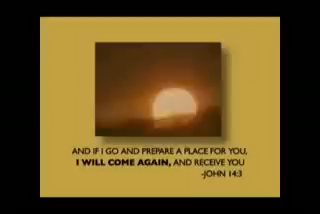 AND IF I GO AND PREPARE A PLACE FOR YOU,
I WILL COME AGAIN, AND RECEIVE YOU
-JOHN 14:3